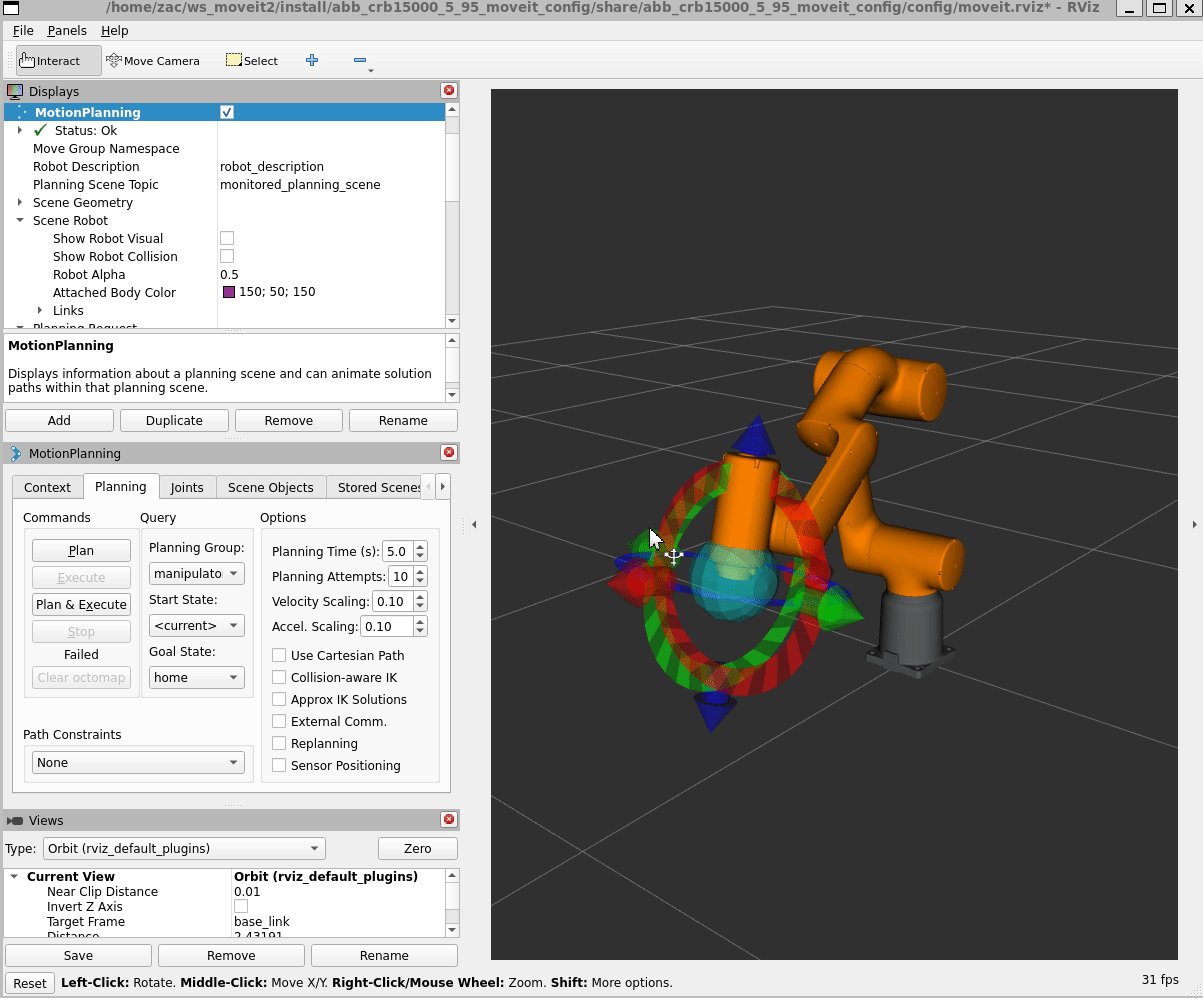 /home/zac/ws_moveit2/install/abb_crb15000_5_95_moveit_config/share/abb_crb15000_5_95_moveit_config/config/moveit.rviz* - RViz
File Panels Help
Interact Move Camera Select
Displays
MotionPlanning
Status: Ok
Move Group Namespace
Robot Description robot_description
Planning Scene Topic monitored_planning_scene
Scene Geometry
Scene Robot
Show Robot Visual
Show Robot Collision
Robot Alpha 0.5
Attached Body Color 150; 50; 150
Links
Planning Request
MotionPlanning
Displays information about a planning scene and can animate solution
paths within that planning scene.
Add Duplicate Remove Rename
MotionPlanning
Context Planning Joints Scene Objects Stored Scenes
Commands
Plan
Execute
Plan & Execute
Stop
Failed
Clear octomap
Query
Planning Group:
manipulato
Start State:
<current>
Goal State:
home
Options
Planning Time (s): 5.0
Planning Attempts: 10
Velocity Scaling: 0.10
Accel. Scaling: 0.10
Use Cartesian Path
Collision-aware IK
Approx IK Solutions
External Comm.
Replanning
Sensor Positioning
Path Constraints
None
Views
Type: Orbit (rviz_default_plugins) Zero
Current View Orbit (rviz_default_plugins)
Near Clip Distance 0.01
Invert Z Axis
Target Frame base_link
Distance 2.43191
Save Remove Rename
Reset Left-Click: Rotate. Middle-Click: Move X/Y. Right-Click/Mouse Wheel: Zoom. Shift: More options. 31 fps